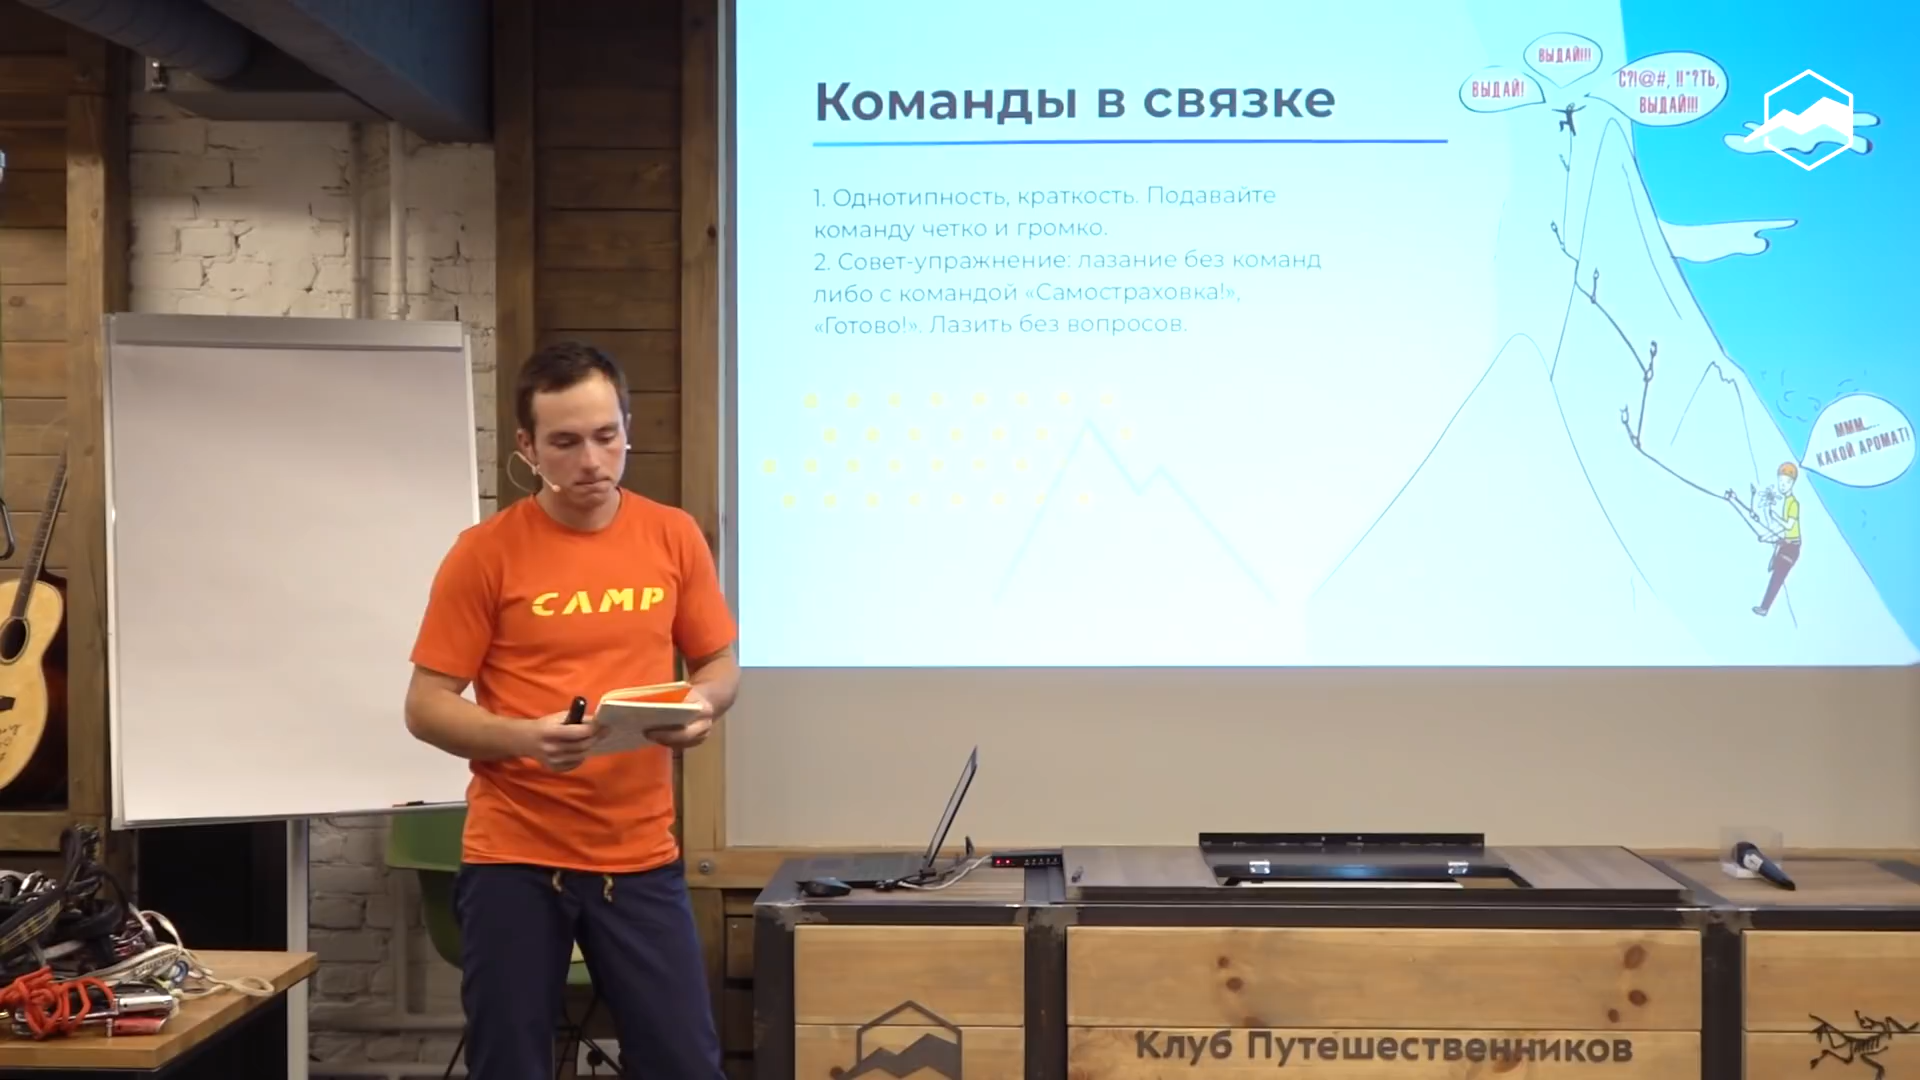 Команды в связке
1. Однотипность, краткость. Подавайте
команду четко и громко.
2. Совет-упражнение: лазание без команд
либо с командой «Самостраховка!»,
«Готово!». Лазить без вопросов.
ВЫДАЙ!
ВЫДАЙ!!!
С?!@#, !!*?ТЬ,
ВЫДАЙ!!!
МММ....
КАКОЙ АРОМАТ!
CAMP
Клуб Путешественников